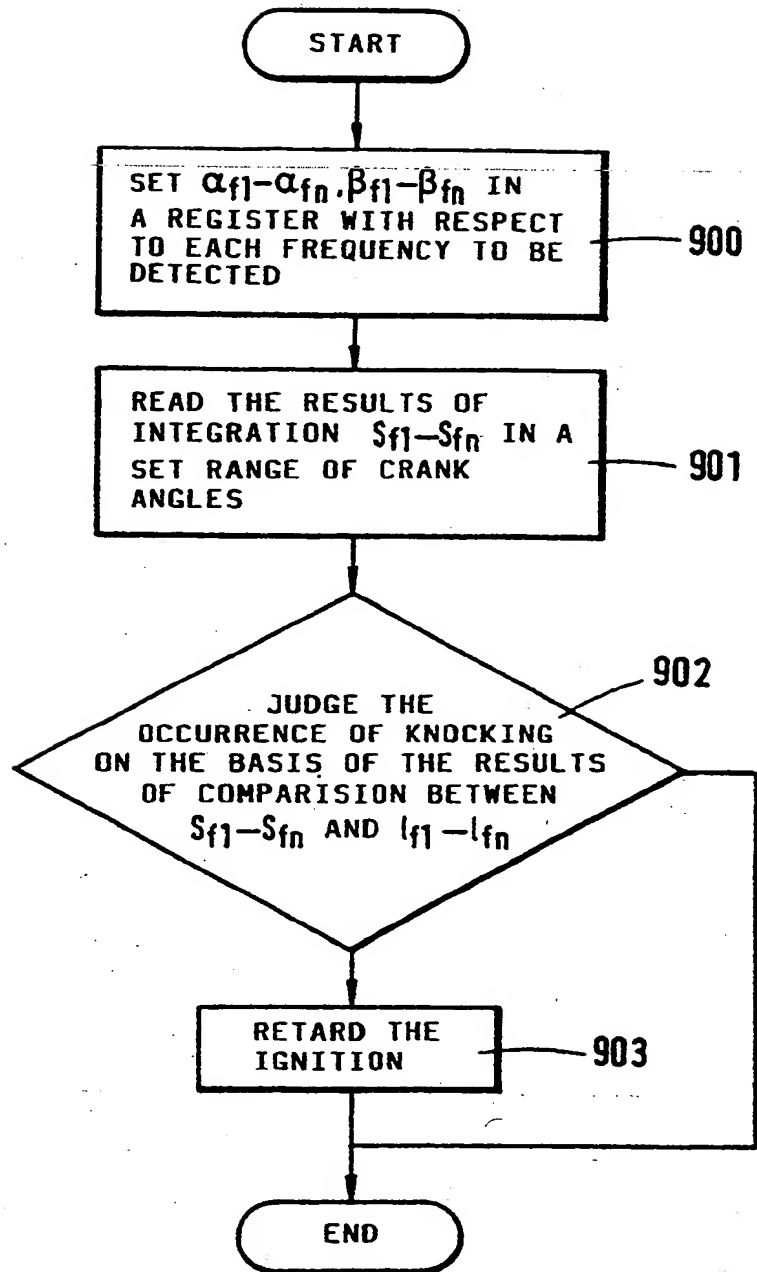 START
SET αf1–αfn, βf1–βfn IN
A REGISTER WITH RESPECT
TO EACH FREQUENCY TO BE
DETECTED
900
READ THE RESULTS OF
INTEGRATION Sf1–Sfn IN A
SET RANGE OF CRANK
ANGLES
901
902
JUDGE THE
OCCURRENCE OF KNOCKING
ON THE BASIS OF THE RESULTS
OF COMPARISION BETWEEN
Sf1–Sfn AND lf1–lfn
RETARD THE
IGNITION
903
END